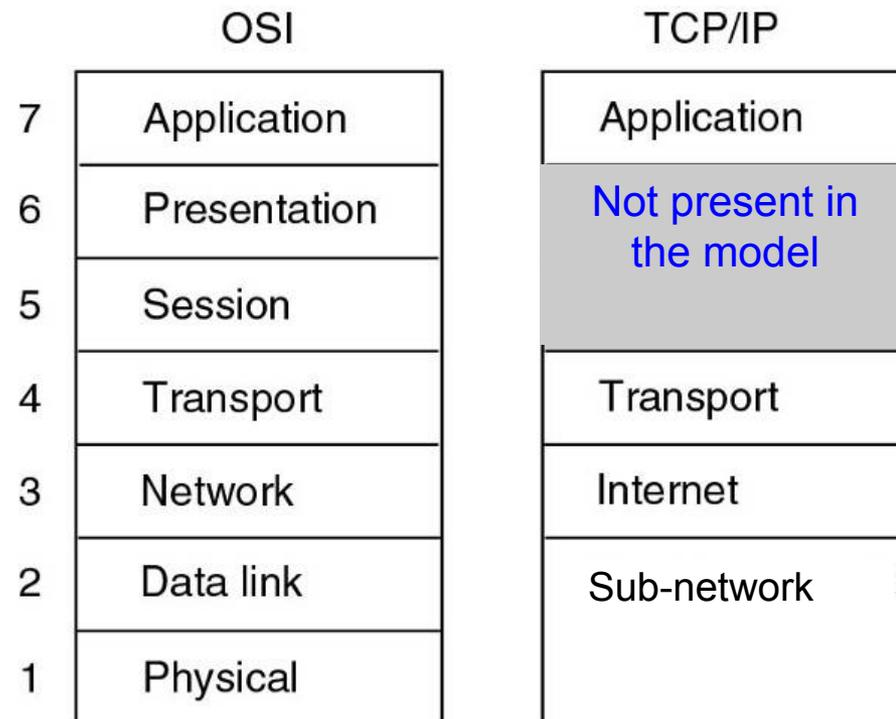 OSI TCP/IP
7 Application Application
6 Presentation Not present in
the model
5 Session
4 Transport Transport
3 Network Internet
2 Data link Sub-network
1 Physical